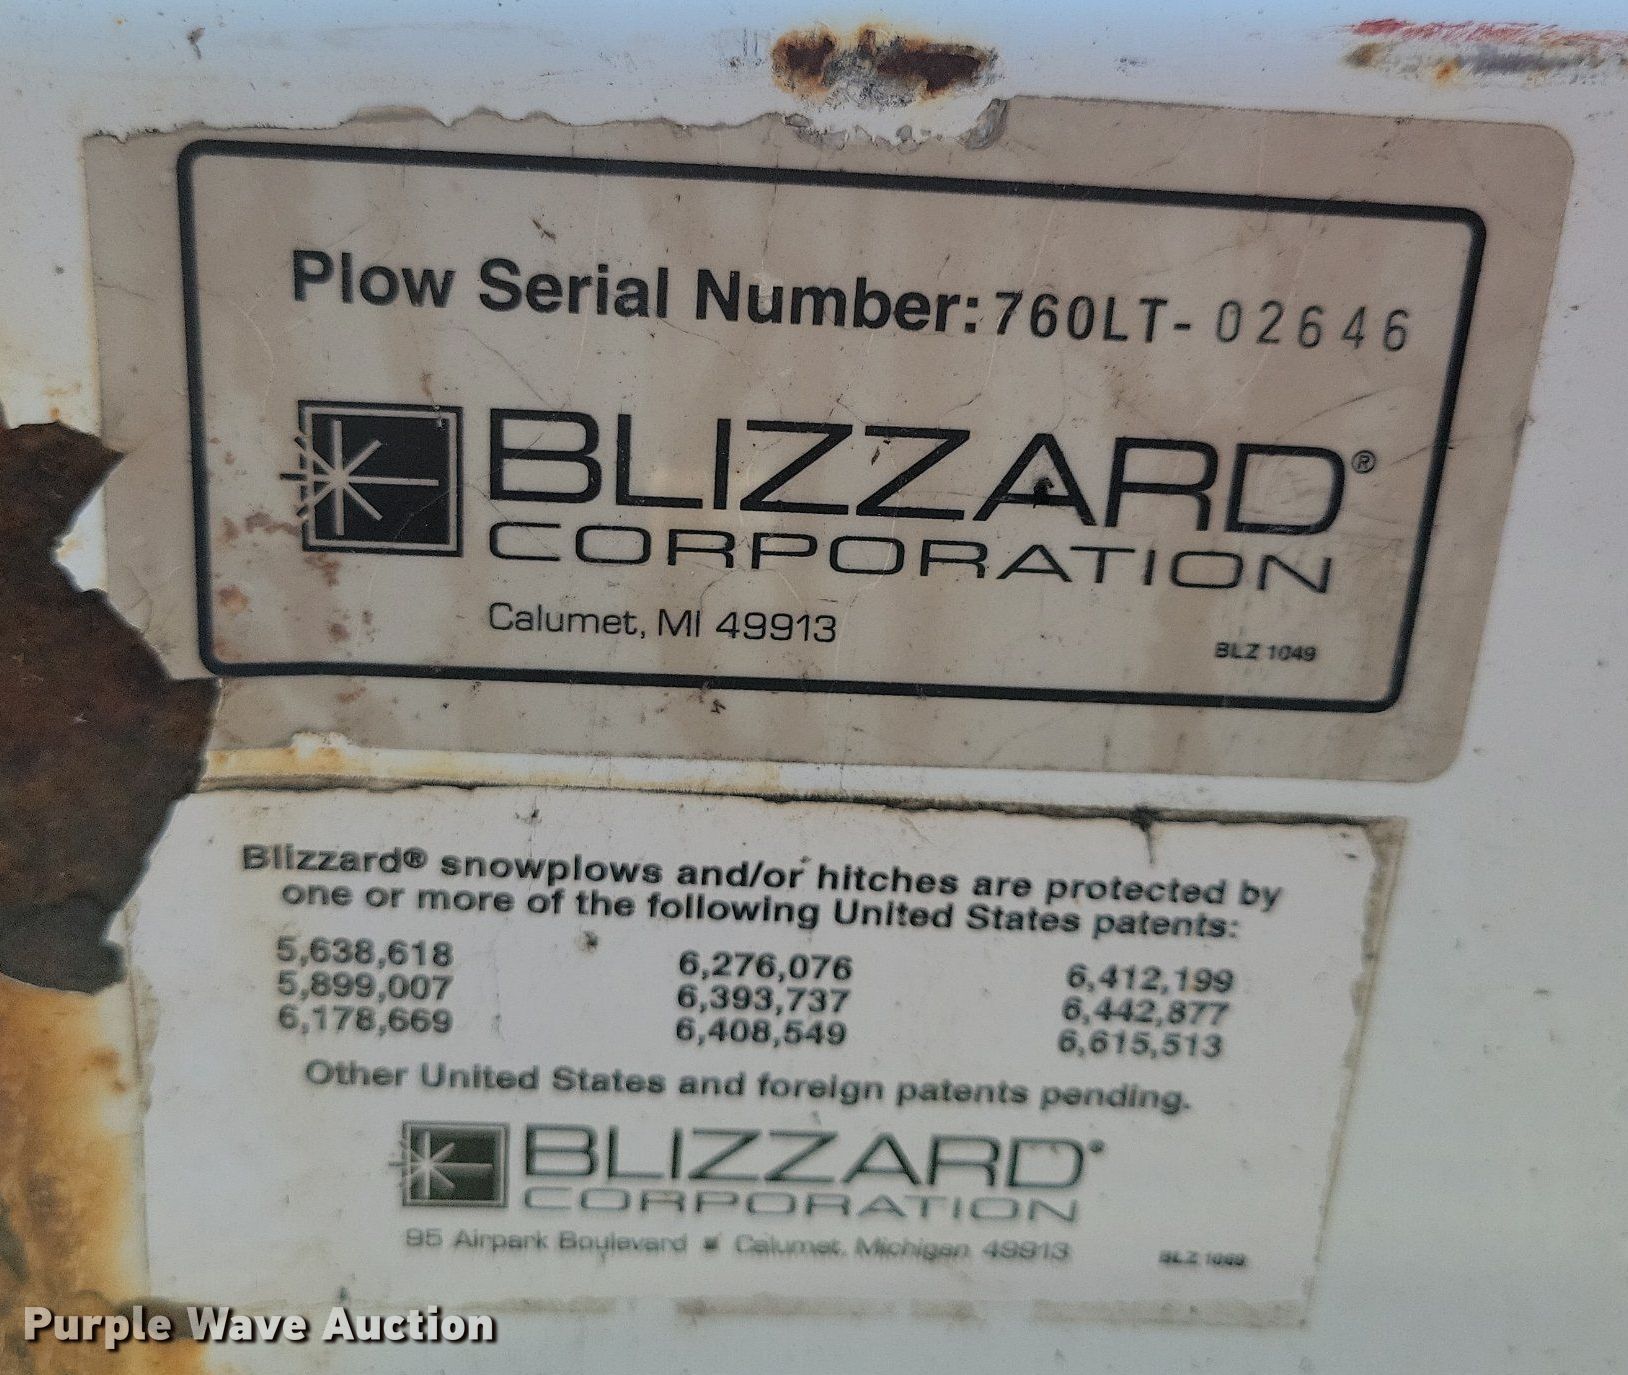 Plow Serial Number: 760LT- 02646
BLIZZARD®
CORPORATION
Calumet, MI 49913
BLZ 1049
Blizzard® snowplows and/or hitches are protected by
one or more of the following United States patents:
5,638,618 6,276,076 6,412,199
5,899,007 6,393,737 6,442,877
6,178,669 6,408,549 6,615,513
Other United States and foreign patents pending.
BLIZZARD®
CORPORATION
95 Airpark Boulevard ■ Calumet, Michigan 49913
BLZ
Purple Wave Auction